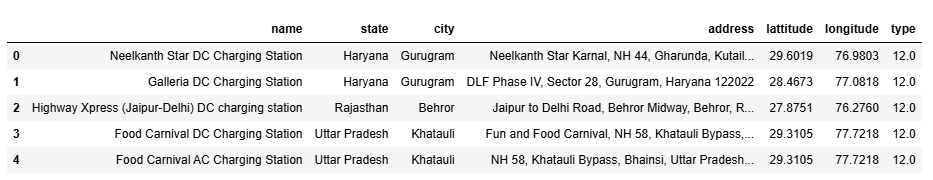 name state city address lattitude longitude type
0 Neelkanth Star DC Charging Station Haryana Gurugram Neelkanth Star Karnal, NH 44, Gharunda, Kutail... 29.6019 76.9803 12.0
1 Galleria DC Charging Station Haryana Gurugram DLF Phase IV, Sector 28, Gurugram, Haryana 122022 28.4673 77.0818 12.0
2 Highway Xpress (Jaipur-Delhi) DC charging station Rajasthan Behror Jaipur to Delhi Road, Behror Midway, Behror, R... 27.8751 76.2760 12.0
3 Food Carnival DC Charging Station Uttar Pradesh Khatauli Fun and Food Carnival, NH 58, Khatauli Bypass,... 29.3105 77.7218 12.0
4 Food Carnival AC Charging Station Uttar Pradesh Khatauli NH 58, Khatauli Bypass, Bhainsi, Uttar Pradesh... 29.3105 77.7218 12.0